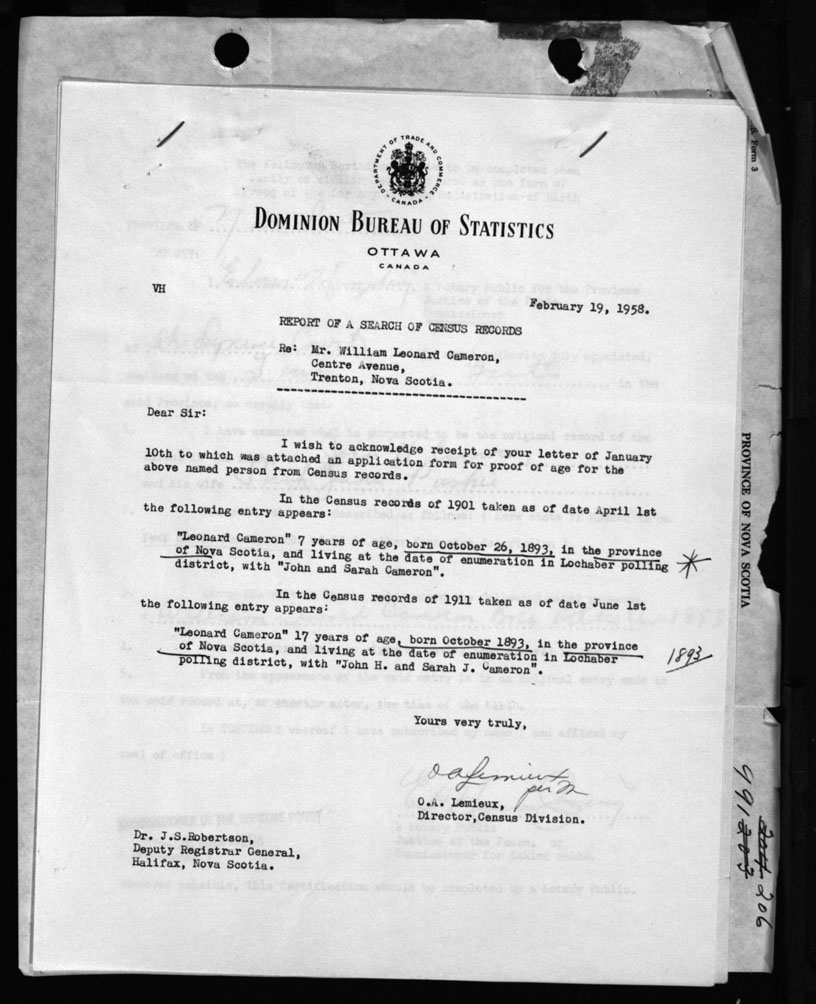 Form 3
DEPARTMENT OF TRADE AND COMMERCE
CANADA
DOMINION BUREAU OF STATISTICS
OTTAWA
CANADA
VH
February 19, 1958.
REPORT OF A SEARCH OF CENSUS RECORDS
Re: Mr. William Leonard Cameron,
Centre Avenue,
Trenton, Nova Scotia.
Dear Sir:
I wish to acknowledge receipt of your letter of January
10th to which was attached an application form for proof of age for the
above named person from Census records.
In the Census records of 1901 taken as of date April 1st
the following entry appears:
"Leonard Cameron" 7 years of age, born October 26, 1893, in the province
of Nova Scotia, and living at the date of enumeration in Lochaber polling
district, with "John and Sarah Cameron".
In the Census records of 1911 taken as of date June 1st
the following entry appears:
"Leonard Cameron" 17 years of age, born October 1893, in the province
of Nova Scotia, and living at the date of enumeration in Lochaber
polling district, with "John H. and Sarah J. Cameron".
1893
Yours very truly,
O A Lemieux
per M
O.A. Lemieux,
Director,Census Division.
Dr. J.S.Robertson,
Deputy Registrar General,
Halifax, Nova Scotia.
PROVINCE OF NOVA SCOTIA
206